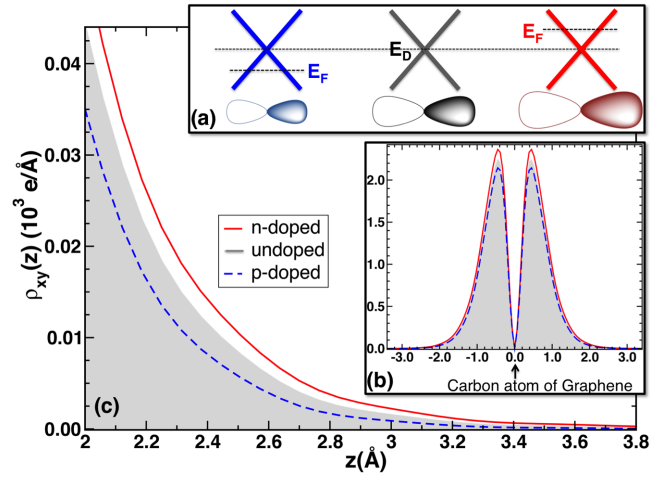 E_F
E_D
E_F
(a)
0.04
0.03
0.02
0.01
0.00
ρ_xy(z) (10³ e/Å)
n-doped
undoped
p-doped
2.0
1.5
1.0
0.5
0.0
-3.0 -2.0 -1.0 0.0 1.0 2.0 3.0
(b)
Carbon atom of Graphene
(c)
2 2.2 2.4 2.6 2.8 3 3.2 3.4 3.6 3.8
z(Å)